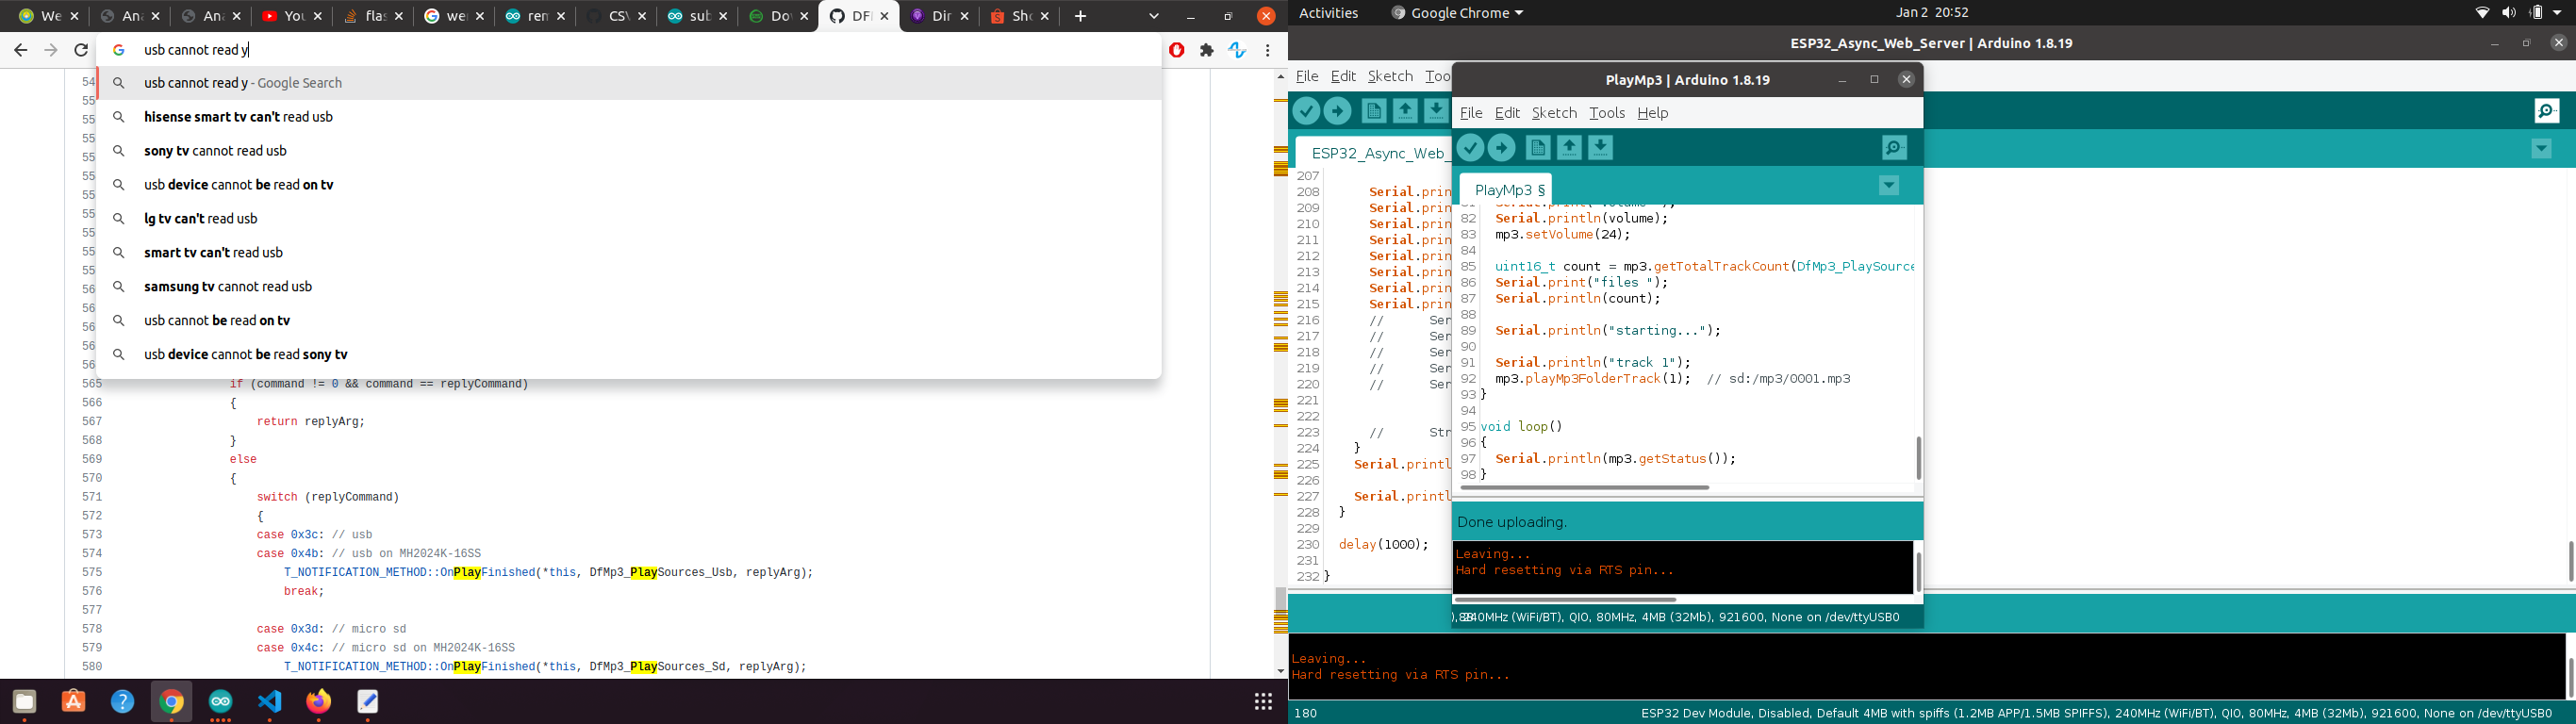 We
Ana
Ana
You
flas
we
ren
CSV
sub
Do
DF
Dir
Sho
usb cannot read y
usb cannot read y - Google Search
hisense smart tv can't read usb
sony tv cannot read usb
usb device cannot be read on tv
lg tv can't read usb
smart tv can't read usb
samsung tv cannot read usb
usb cannot be read on tv
usb device cannot be read sony tv
565 if (command != 0 && command == replyCommand)
566 {
567 return replyArg;
568 }
569 else
570 {
571 switch (replyCommand)
572 {
573 case 0x3c: // usb
574 case 0x4b: // usb on MH2024K-16SS
575 T_NOTIFICATION_METHOD::OnPlayFinished(*this, DfMp3_PlaySources_Usb, replyArg);
576 break;
577
578 case 0x3d: // micro sd
579 case 0x4c: // micro sd on MH2024K-16SS
580 T_NOTIFICATION_METHOD::OnPlayFinished(*this, DfMp3_PlaySources_Sd, replyArg);
Activities Google Chrome Jan 2 20:52
ESP32_Async_Web_Server | Arduino 1.8.19
File Edit Sketch Too
ESP32_Async_Web_
207
208 Serial.prin
209 Serial.prin
210 Serial.prin
211 Serial.prin
212 Serial.prin
213 Serial.prin
214 Serial.prin
215 Serial.prin
216 // Ser
217 // Ser
218 // Ser
219 // Ser
220 // Ser
221
222
223 // Str
224 }
225 Serial.printl
226
227 Serial.printl
228 }
229
230 delay(1000);
231
232 }
PlayMp3 | Arduino 1.8.19
File Edit Sketch Tools Help
PlayMp3 §
82 Serial.println(volume);
83 mp3.setVolume(24);
84
85 uint16_t count = mp3.getTotalTrackCount(DfMp3_PlaySource
86 Serial.print("files ");
87 Serial.println(count);
88
89 Serial.println("starting...");
90
91 Serial.println("track 1");
92 mp3.playMp3FolderTrack(1); // sd:/mp3/0001.mp3
93 }
94
95 void loop()
96 {
97 Serial.println(mp3.getStatus());
98 }
Done uploading.
Leaving...
Hard resetting via RTS pin...
240MHz (WiFi/BT), QIO, 80MHz, 4MB (32Mb), 921600, None on /dev/ttyUSB0
Leaving...
Hard resetting via RTS pin...
180 ESP32 Dev Module, Disabled, Default 4MB with spiffs (1.2MB APP/1.5MB SPIFFS), 240MHz (WiFi/BT), QIO, 80MHz, 4MB (32Mb), 921600, None on /dev/ttyUSB0